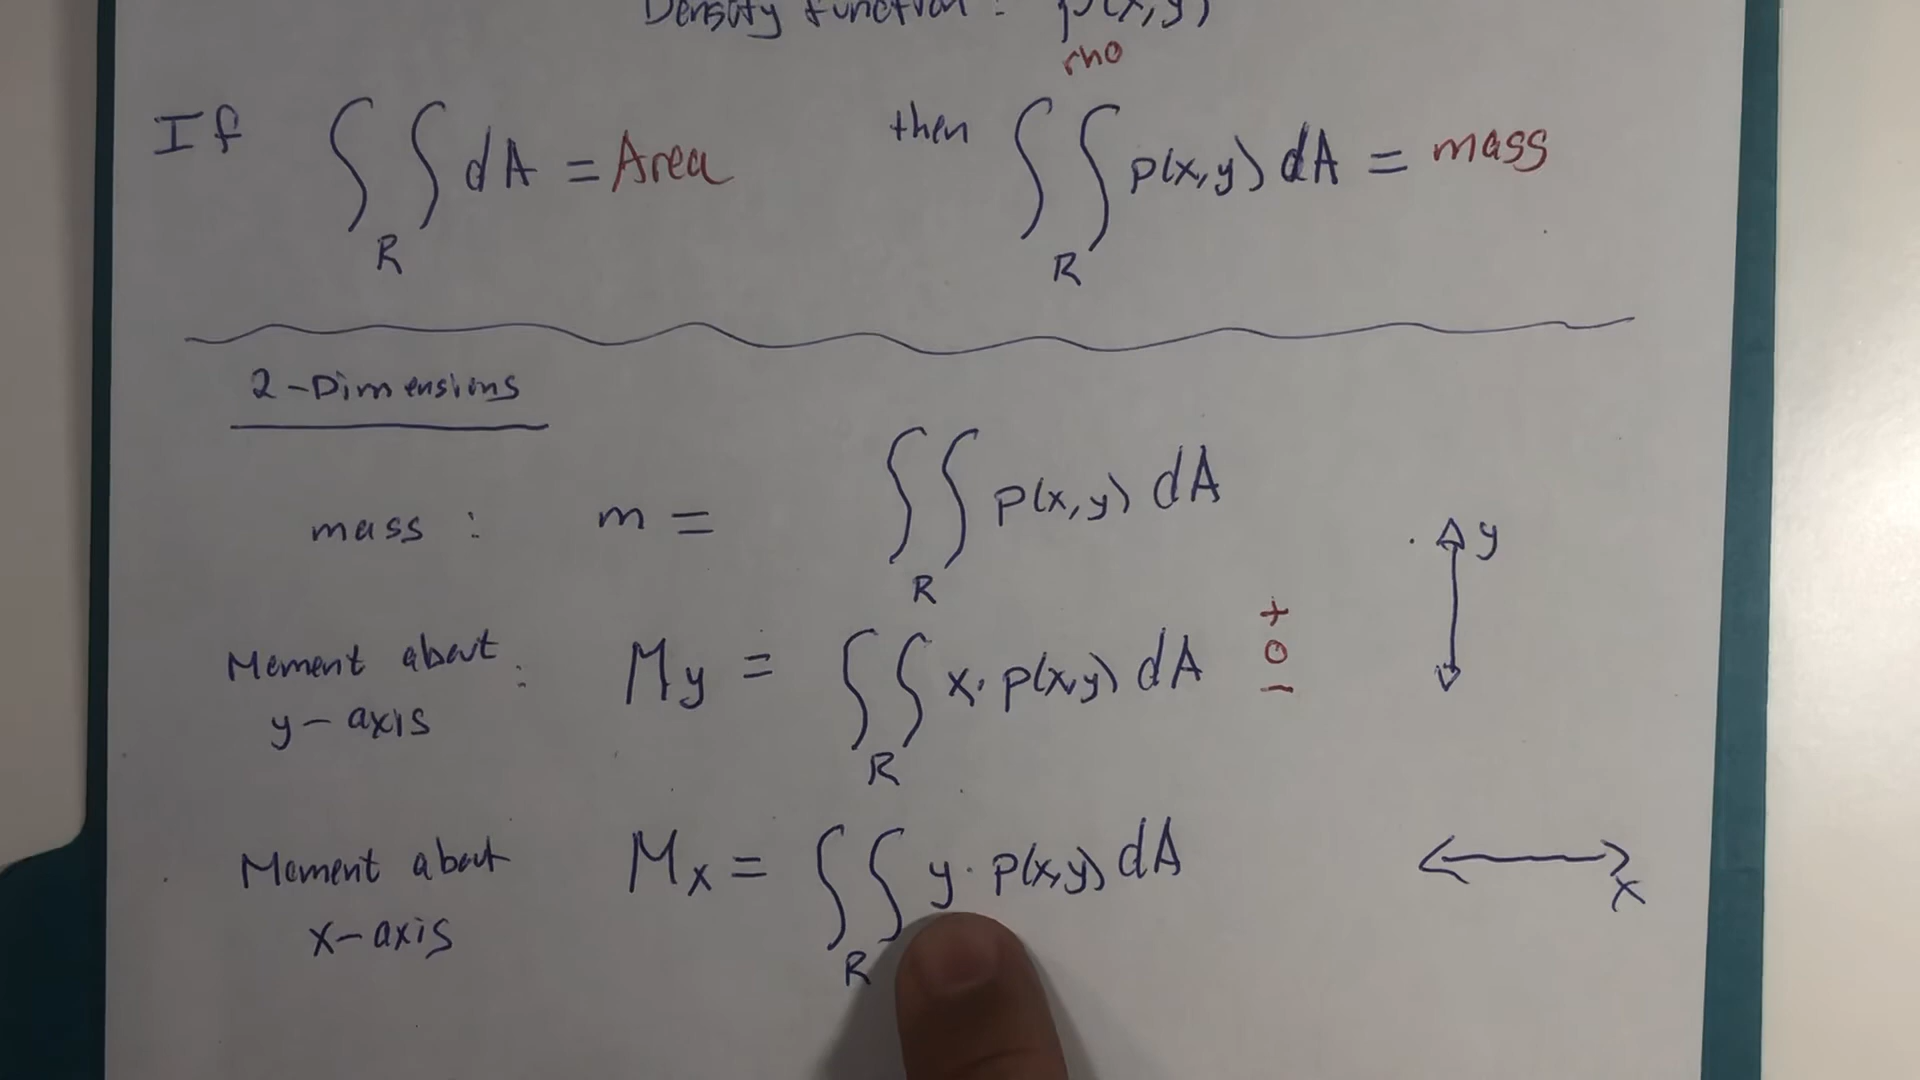 Density function : ρ(x,y)
rho
If ∫∫ dA = Area then ∫∫ ρ(x,y) dA = mass
R R
2-Dimensions
mass : m = ∫∫ ρ(x,y) dA
R
y
Moment about y-axis : My = ∫∫ x · ρ(x,y) dA + 0 -
R
Moment about x-axis Mx = ∫∫ y · ρ(x,y) dA
R
x